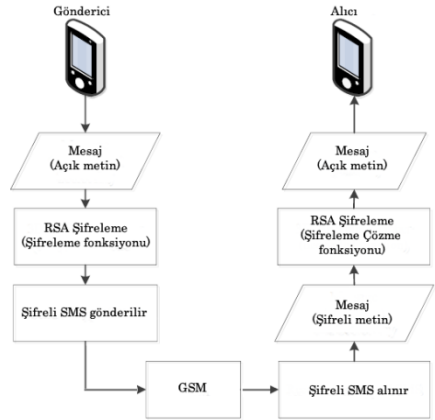 Gönderici
Alıcı
Mesaj
(Açık metin)
RSA Şifreleme
(Şifreleme fonksiyonu)
Şifreli SMS gönderilir
GSM
Şifreli SMS alınır
Mesaj
(Şifreli metin)
RSA Şifreleme
(Şifreleme Çözme
fonksiyonu)
Mesaj
(Açık metin)